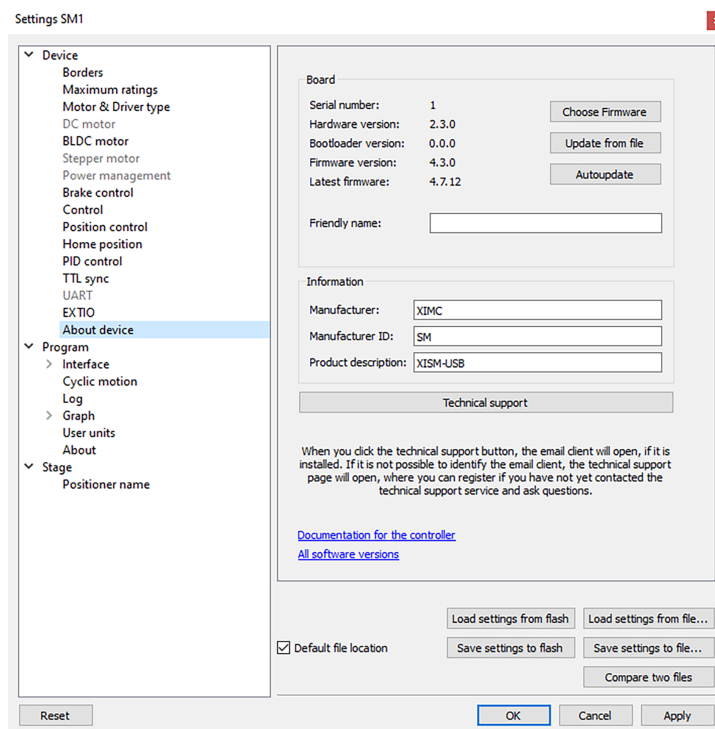 Settings SM1
Device
Borders
Maximum ratings
Motor & Driver type
DC motor
BLDC motor
Stepper motor
Power management
Brake control
Control
Position control
Home position
PID control
TTL sync
UART
EXTIO
About device
Program
Interface
Cyclic motion
Log
Graph
User units
About
Stage
Positioner name
Board
Serial number: 1
Hardware version: 2.3.0
Bootloader version: 0.0.0
Firmware version: 4.3.0
Latest firmware: 4.7.12
Choose Firmware
Update from file
Autoupdate
Friendly name:
Information
Manufacturer: XIMC
Manufacturer ID: SM
Product description: XISM-USB
Technical support
When you click the technical support button, the email client will open, if it is
installed. If it is not possible to identify the email client, the technical support
page will open, where you can register if you have not yet contacted the
technical support service and ask questions.
Documentation for the controller
All software versions
Load settings from flash Load settings from file...
Default file location Save settings to flash Save settings to file...
Compare two files
Reset OK Cancel Apply